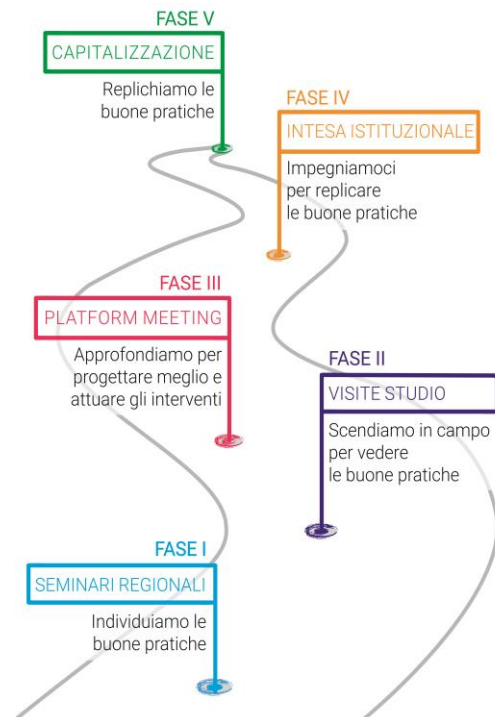 FASE V
CAPITALIZZAZIONE
Replichiamo le
buone pratiche
FASE IV
INTESA ISTITUZIONALE
Impegniamoci
per replicare
le buone pratiche
FASE III
PLATFORM MEETING
Approfondiamo per
progettare meglio e
attuare gli interventi
FASE II
VISITE STUDIO
Scendiamo in campo
per vedere
le buone pratiche
FASE I
SEMINARI REGIONALI
Individuiamo le
buone pratiche